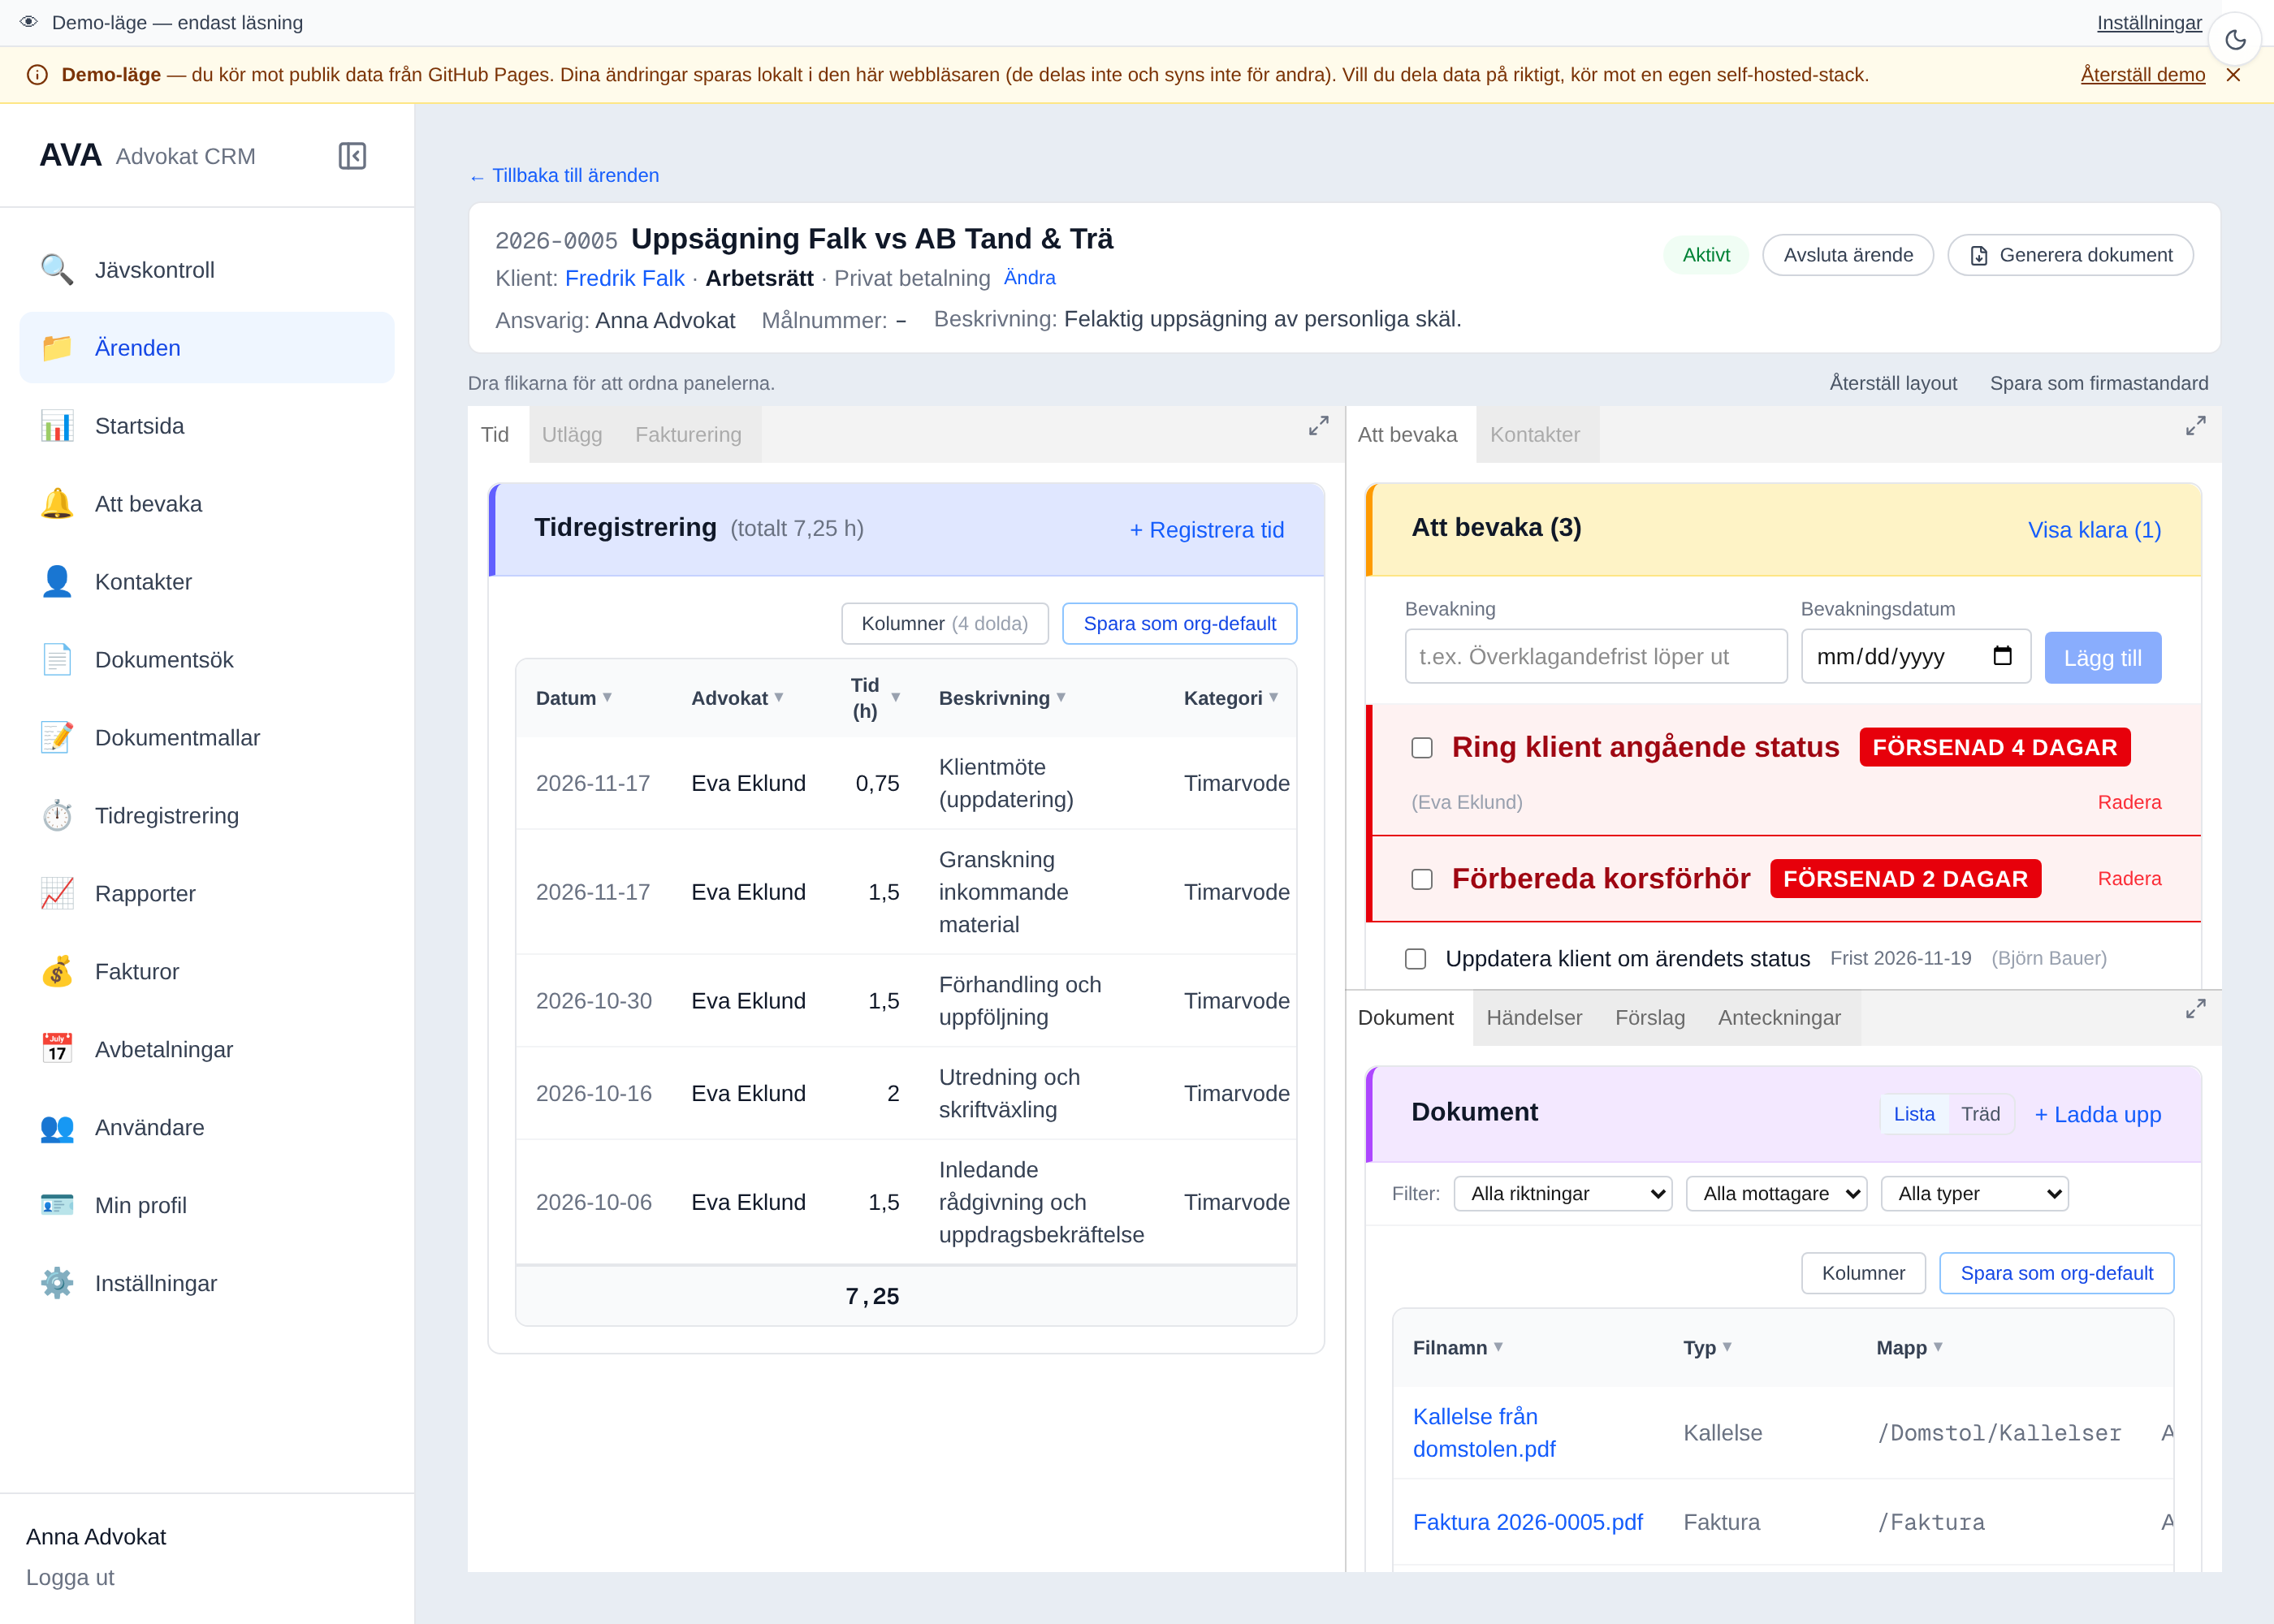 Demo-läge — endast läsning
Inställningar
Demo-läge — du kör mot publik data från GitHub Pages. Dina ändringar sparas lokalt i den här webbläsaren (de delas inte och syns inte för andra). Vill du dela data på riktigt, kör mot en egen self-hosted-stack.
Återställ demo
AVA Advokat CRM
Jävskontroll
Ärenden
Startsida
Att bevaka
Kontakter
Dokumentsök
Dokumentmallar
Tidregistrering
Rapporter
Fakturor
Avbetalningar
Användare
Min profil
Inställningar
Anna Advokat
Logga ut
← Tillbaka till ärenden
2026-0005 Uppsägning Falk vs AB Tand & Trä
Klient: Fredrik Falk · Arbetsrätt · Privat betalning Ändra
Ansvarig: Anna Advokat Målnummer: – Beskrivning: Felaktig uppsägning av personliga skäl.
Aktivt
Avsluta ärende
Generera dokument
Dra flikarna för att ordna panelerna.
Återställ layout
Spara som firmastandard
Tid Utlägg Fakturering
Tidregistrering (totalt 7,25 h)
+ Registrera tid
Kolumner (4 dolda)
Spara som org-default
Datum ▼ Advokat ▼ Tid (h) ▼ Beskrivning ▼ Kategori ▼
2026-11-17 Eva Eklund 0,75 Klientmöte (uppdatering) Timarvode
2026-11-17 Eva Eklund 1,5 Granskning inkommande material Timarvode
2026-10-30 Eva Eklund 1,5 Förhandling och uppföljning Timarvode
2026-10-16 Eva Eklund 2 Utredning och skriftväxling Timarvode
2026-10-06 Eva Eklund 1,5 Inledande rådgivning och uppdragsbekräftelse Timarvode
7,25
Att bevaka Kontakter
Att bevaka (3)
Visa klara (1)
Bevakning
Bevakningsdatum
t.ex. Överklagandefrist löper ut
mm/dd/yyyy
Lägg till
Ring klient angående status FÖRSENAD 4 DAGAR
(Eva Eklund)
Radera
Förbereda korsförhör FÖRSENAD 2 DAGAR
Radera
Uppdatera klient om ärendets status Frist 2026-11-19 (Björn Bauer)
Dokument Händelser Förslag Anteckningar
Dokument
Lista Träd
+ Ladda upp
Filter: Alla riktningar Alla mottagare Alla typer
Kolumner
Spara som org-default
Filnamn ▼ Typ ▼ Mapp ▼
Kallelse från domstolen.pdf Kallelse /Domstol/Kallelser
Faktura 2026-0005.pdf Faktura /Faktura